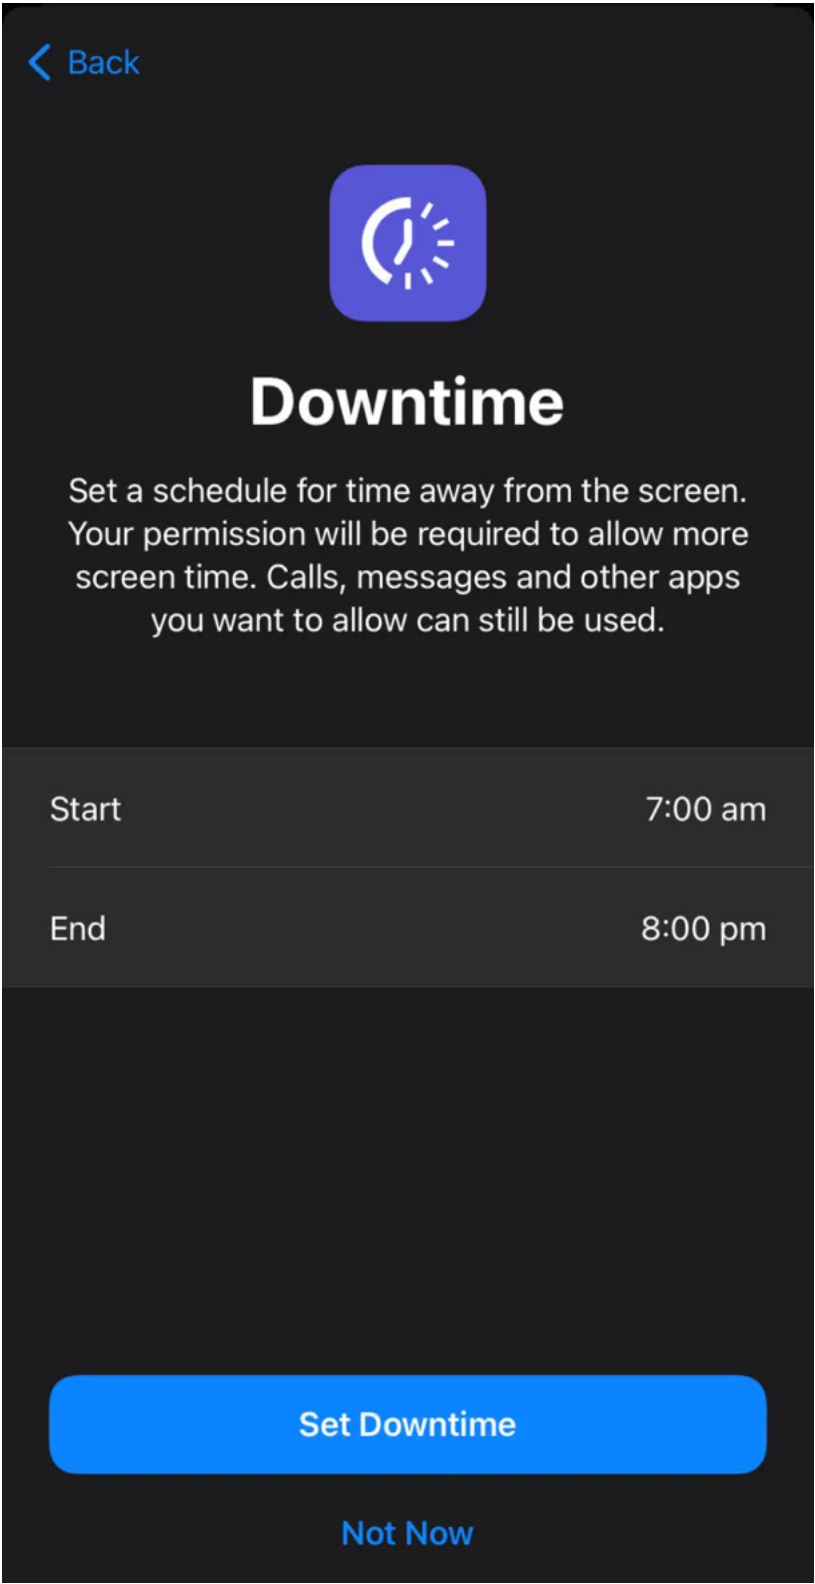 Back
Downtime
Set a schedule for time away from the screen.
Your permission will be required to allow more
screen time. Calls, messages and other apps
you want to allow can still be used.
Start 7:00 am
End 8:00 pm
Set Downtime
Not Now